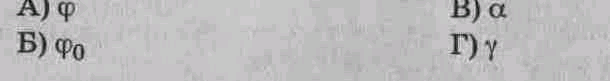 А) φ В) α
Б) φ₀ Г) γ